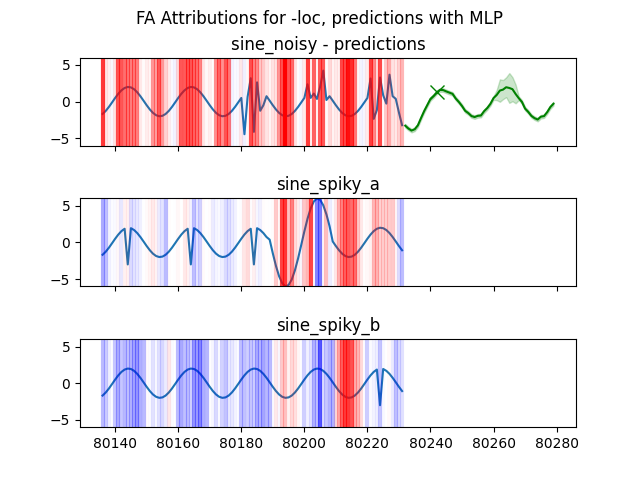 FA Attributions for -loc, predictions with MLP
sine_noisy - predictions
5
0
−5
sine_spiky_a
5
0
−5
sine_spiky_b
5
0
−5
80140 80160 80180 80200 80220 80240 80260 80280